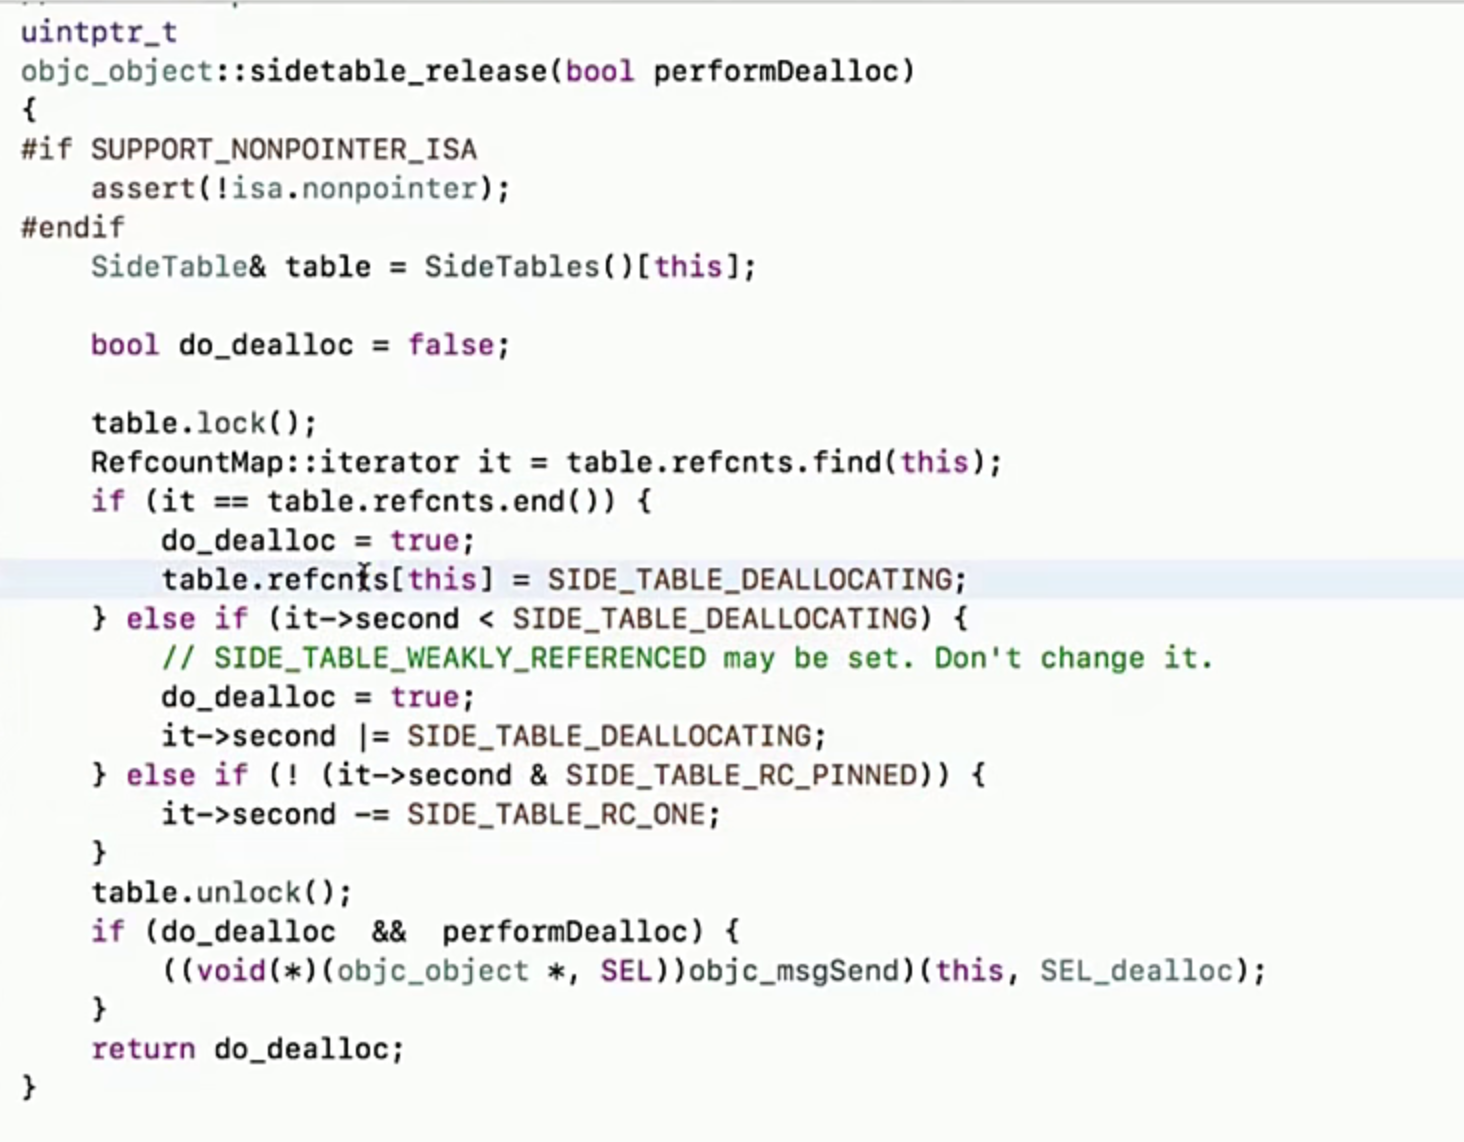 uintptr_t
objc_object::sidetable_release(bool performDealloc)
{
#if SUPPORT_NONPOINTER_ISA
    assert(!isa.nonpointer);
#endif
    SideTable& table = SideTables()[this];

    bool do_dealloc = false;

    table.lock();
    RefcountMap::iterator it = table.refcnts.find(this);
    if (it == table.refcnts.end()) {
        do_dealloc = true;
        table.refcnts[this] = SIDE_TABLE_DEALLOCATING;
    } else if (it->second < SIDE_TABLE_DEALLOCATING) {
        // SIDE_TABLE_WEAKLY_REFERENCED may be set. Don't change it.
        do_dealloc = true;
        it->second |= SIDE_TABLE_DEALLOCATING;
    } else if (! (it->second & SIDE_TABLE_RC_PINNED)) {
        it->second -= SIDE_TABLE_RC_ONE;
    }
    table.unlock();
    if (do_dealloc  &&  performDealloc) {
        ((void(*)(objc_object *, SEL))objc_msgSend)(this, SEL_dealloc);
    }
    return do_dealloc;
}